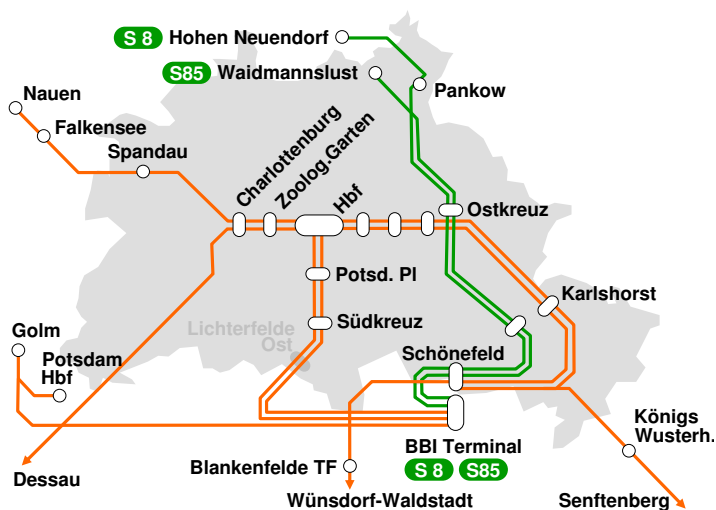 S 8 Hohen Neuendorf
S85 Waidmannslust
Nauen
Pankow
Falkensee
Spandau
Charlottenburg
Zoolog.Garten
Hbf
Ostkreuz
Potsd. Pl
Karlshorst
Südkreuz
Golm
Lichterfelde
Ost
Potsdam
Hbf
Schönefeld
Königs
Wusterh.
BBI Terminal
S 8 S85
Blankenfelde TF
Dessau
Wünsdorf-Waldstadt
Senftenberg